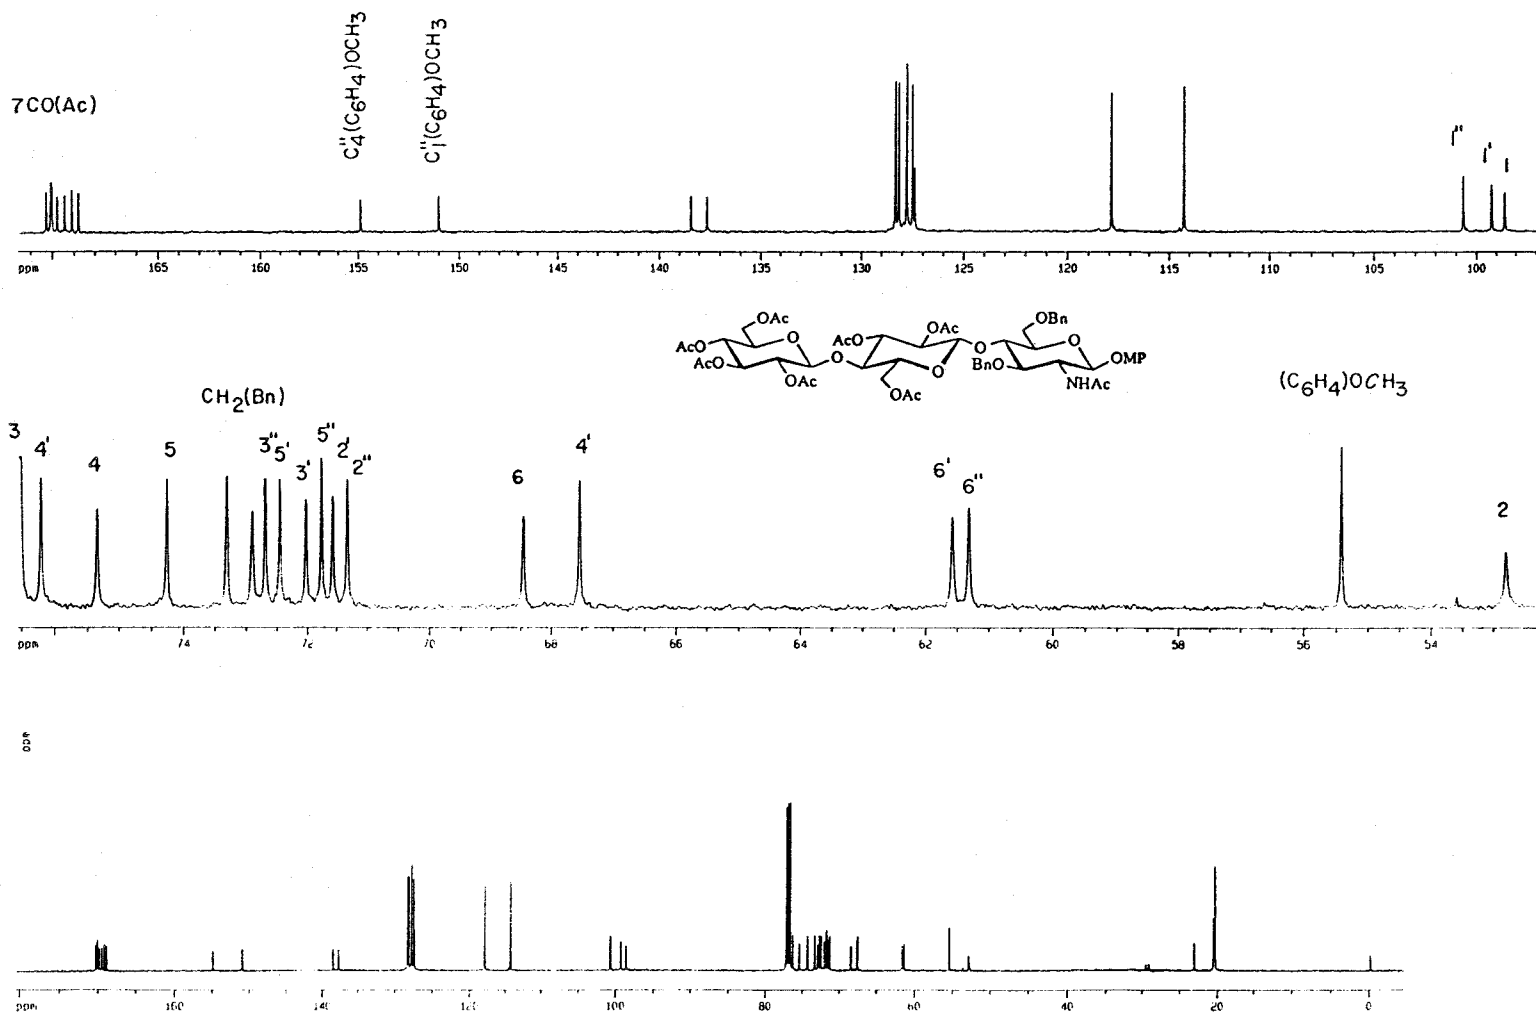 7CO(Ac)
C"4(C6H4)OCH3
C"1(C6H4)OCH3
1"
1'
1
ppm 165 160 155 150 145 140 135 130 125 120 115 110 105 100
OAc
O
AcO
AcO
AcO
OAc
O
AcO
OAc
O
OAc
O
OBn
O
BnO
NHAc
OMP
CH2(Bn)
(C6H4)OCH3
3
4'
4
5
3"
5'
3'
5"
2'
2"
6
4'
6'
6"
2
ppm 74 72 70 68 66 64 62 60 58 56 54
ppm
ppm 160 140 120 100 80 60 40 20 0